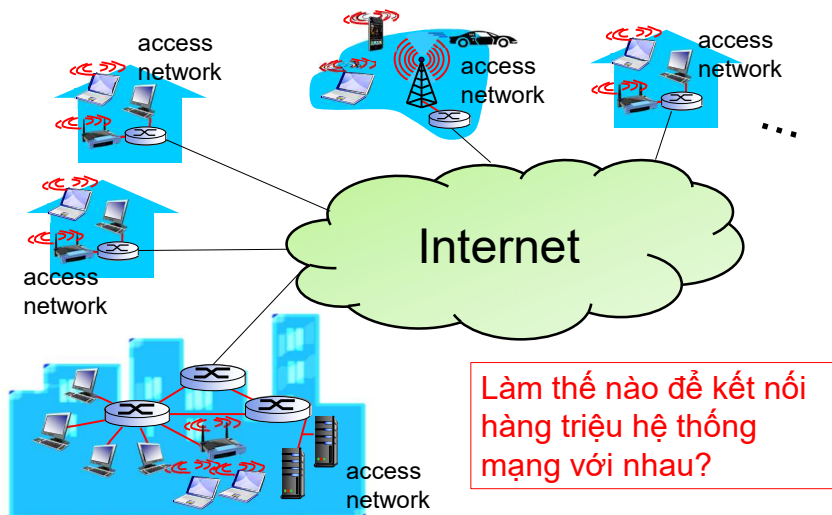 access
network
access
network
access
network
...
Internet
access
network
Làm thế nào để kết nối
hàng triệu hệ thống
mạng với nhau?
access
network